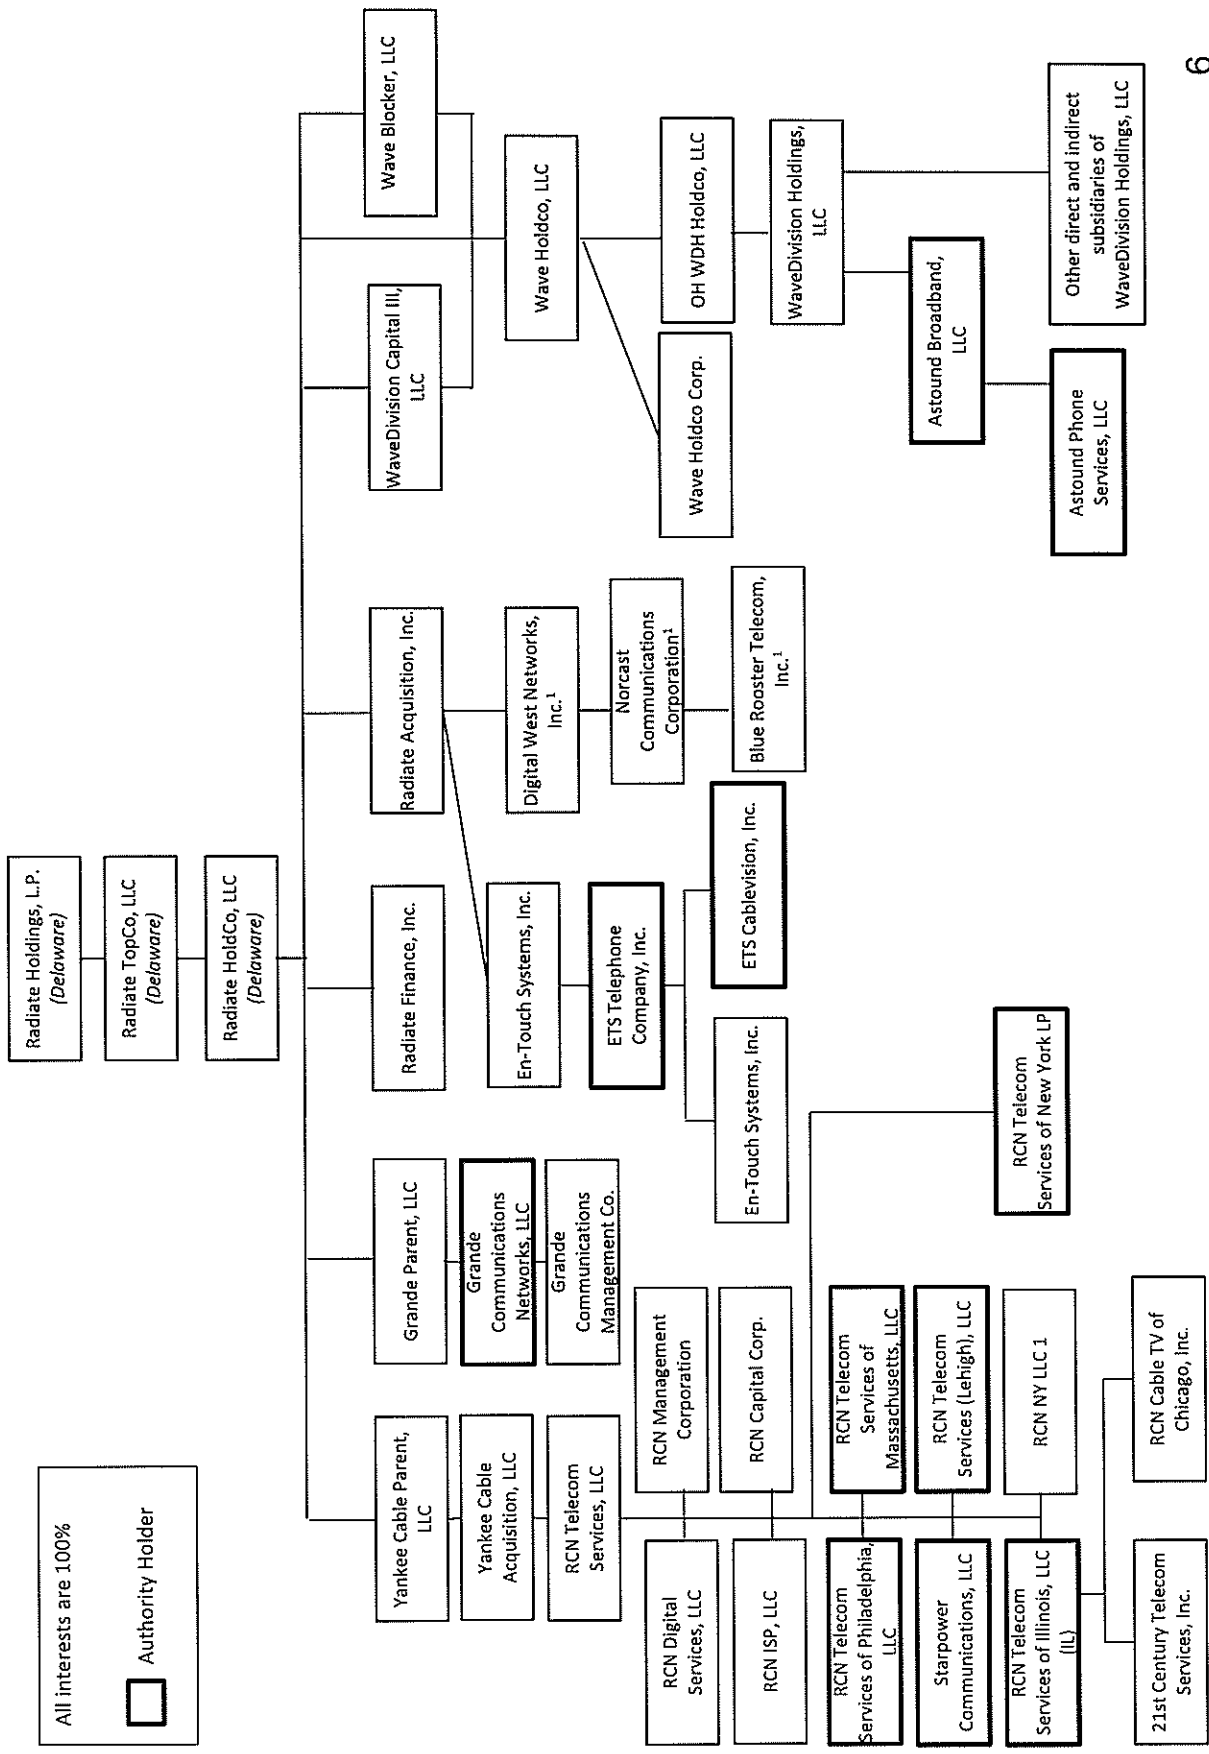 All interests are 100%
Authority Holder
Radiate Holdings, L.P.
(Delaware)
Radiate TopCo, LLC
(Delaware)
Radiate HoldCo, LLC
(Delaware)
Yankee Cable Parent,
LLC
Yankee Cable
Acquisition, LLC
RCN Telecom
Services, LLC
RCN Digital
Services, LLC
RCN Management
Corporation
RCN ISP, LLC
RCN Capital Corp.
RCN Telecom
Services of Philadelphia,
LLC
RCN Telecom
Services of
Massachusetts, LLC
Starpower
Communications, LLC
RCN Telecom
Services (Lehigh), LLC
RCN Telecom
Services of Illinois, LLC
(IL)
RCN NY LLC 1
21st Century Telecom
Services, Inc.
RCN Cable TV of
Chicago, Inc.
RCN Telecom
Services of New York LP
Grande Parent, LLC
Grande
Communications
Networks, LLC
Grande
Communications
Management Co.
Radiate Finance, Inc.
Radiate Acquisition, Inc.
En-Touch Systems, Inc.
ETS Telephone
Company, Inc.
En-Touch Systems, Inc.
ETS Cablevision, Inc.
Digital West Networks,
Inc.¹
Norcast
Communications
Corporation¹
Blue Rooster Telecom,
Inc.¹
WaveDivision Capital III,
LLC
Wave Blocker, LLC
Wave Holdco, LLC
Wave Holdco Corp.
OH WDH Holdco, LLC
WaveDivision Holdings,
LLC
Astound Broadband,
LLC
Astound Phone
Services, LLC
Other direct and indirect
subsidiaries of
WaveDivision Holdings, LLC
6